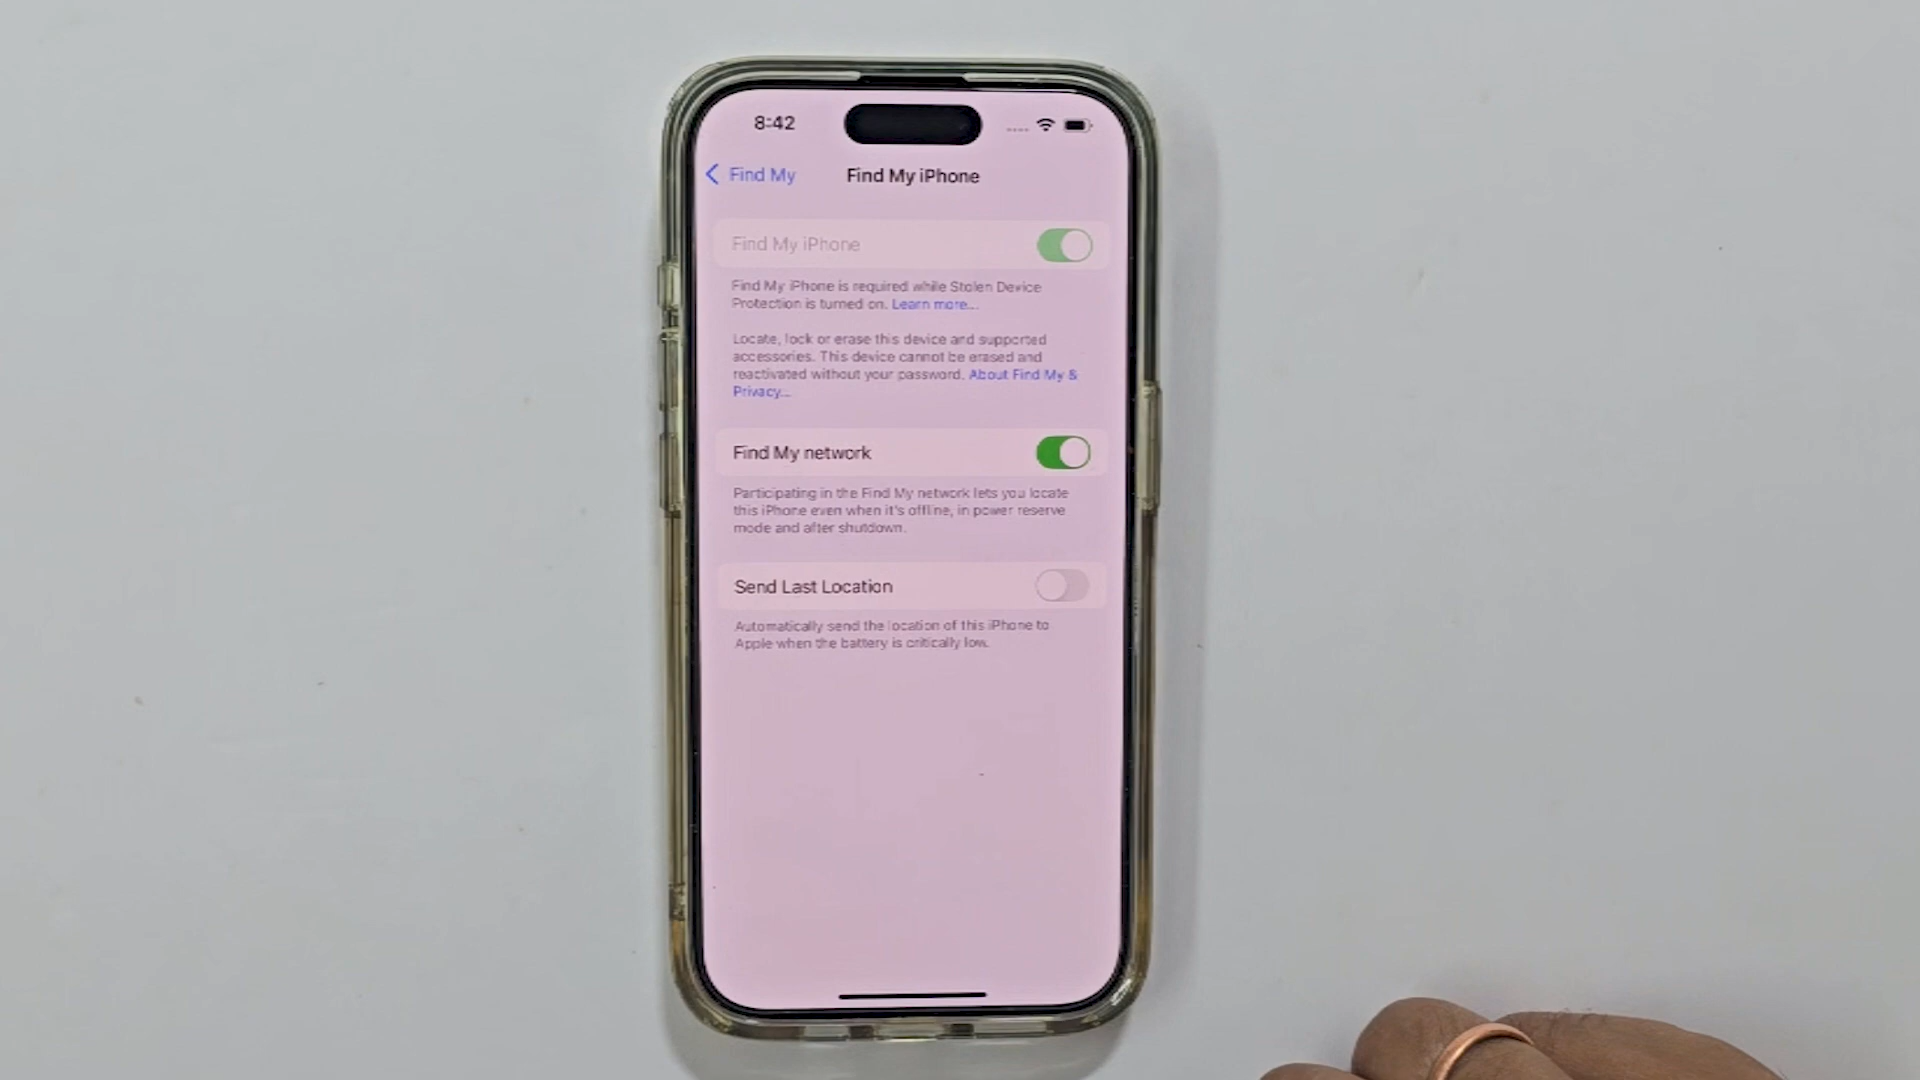 8:42
Find My
Find My iPhone
Find My iPhone
Find My iPhone is required while Stolen Device
Protection is turned on. Learn more...
Locate, lock or erase this device and supported
accessories. This device cannot be erased and
reactivated without your password. About Find My &
Privacy...
Find My network
Participating in the Find My network lets you locate
this iPhone even when it's offline, in power reserve
mode and after shutdown.
Send Last Location
Automatically send the location of this iPhone to
Apple when the battery is critically low.